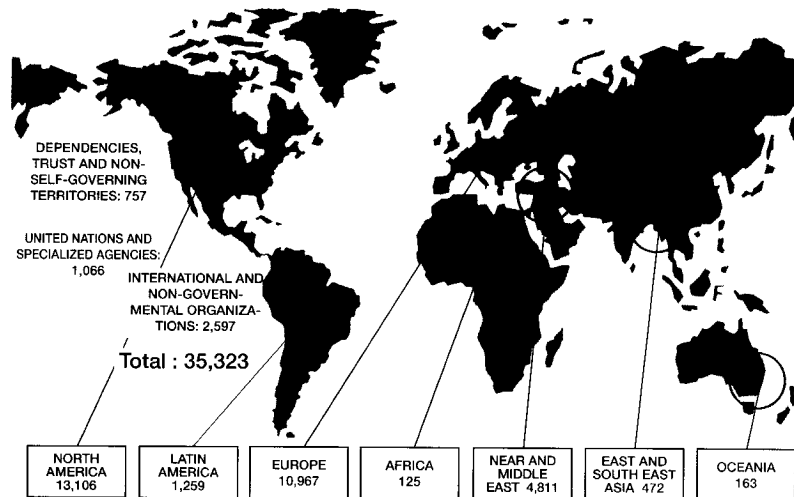 DEPENDENCIES,
TRUST AND NON-
SELF-GOVERNING
TERRITORIES: 757
UNITED NATIONS AND
SPECIALIZED AGENCIES:
1,066
INTERNATIONAL AND
NON-GOVERN-
MENTAL ORGANIZA-
TIONS: 2,597
Total : 35,323
NORTH
AMERICA
13,106
LATIN
AMERICA
1,259
EUROPE
10,967
AFRICA
125
NEAR AND
MIDDLE
EAST 4,811
EAST AND
SOUTH EAST
ASIA 472
OCEANIA
163